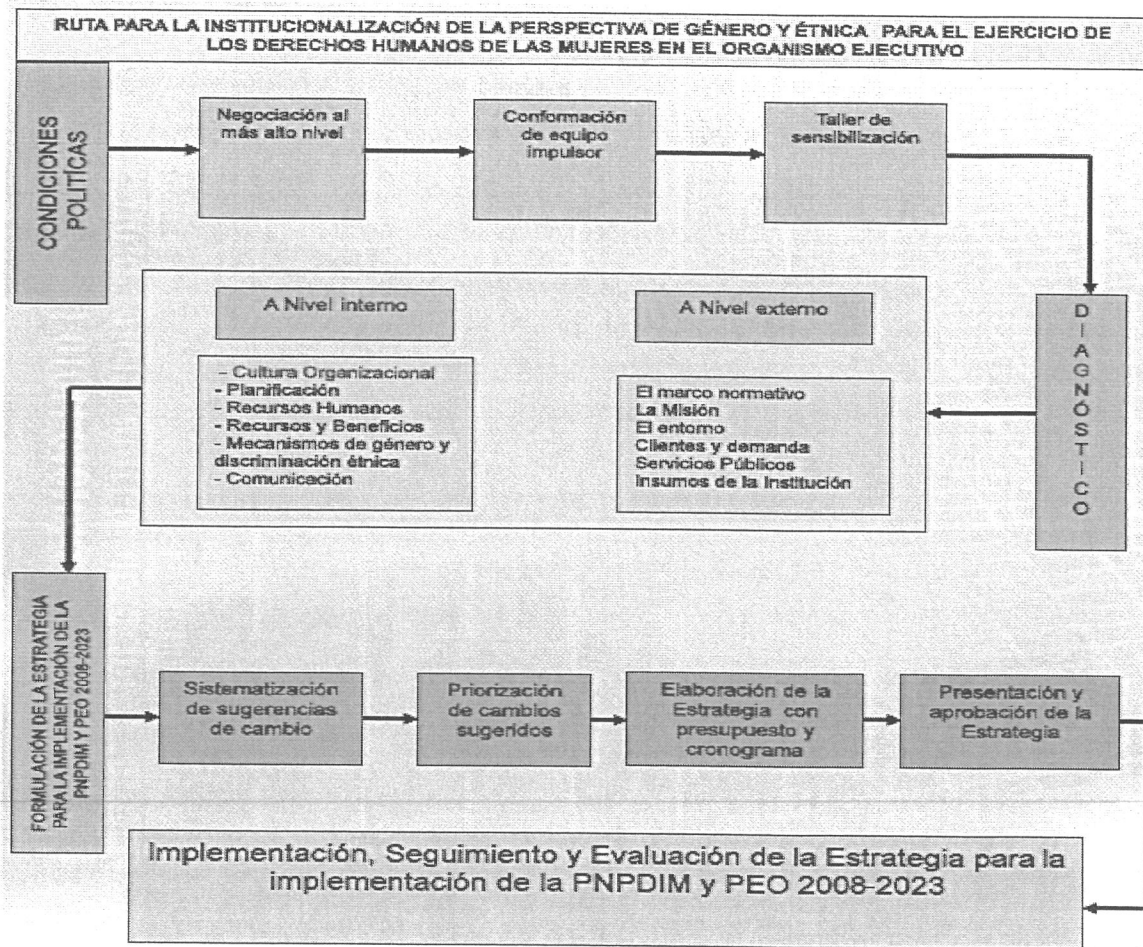 RUTA PARA LA INSTITUCIONALIZACIÓN DE LA PERSPECTIVA DE GÉNERO Y ÉTNICA PARA EL EJERCICIO DE
LOS DERECHOS HUMANOS DE LAS MUJERES EN EL ORGANISMO EJECUTIVO
CONDICIONES
POLITÍCAS
Negociación al
más alto nivel
Conformación
de equipo
impulsor
Taller de
sensibilización
DIAGNÓSTICO
A Nivel interno
- Cultura Organizacional
- Planificación
- Recursos Humanos
- Recursos y Beneficios
- Mecanismos de género y
discriminación étnica
- Comunicación
A Nivel externo
El marco normativo
La Misión
El entorno
Clientes y demanda
Servicios Públicos
Insumos de la Institución
FORMULACIÓN DE LA ESTRATEGIA
PARA LA IMPLEMENTACIÓN DE LA
PNPDIM Y PEO 2008-2023
Sistematización
de sugerencias
de cambio
Priorización
de cambios
sugeridos
Elaboración de la
Estrategia con
presupuesto y
cronograma
Presentación y
aprobación de la
Estrategia
Implementación, Seguimiento y Evaluación de la Estrategia para la
implementación de la PNPDIM y PEO 2008-2023